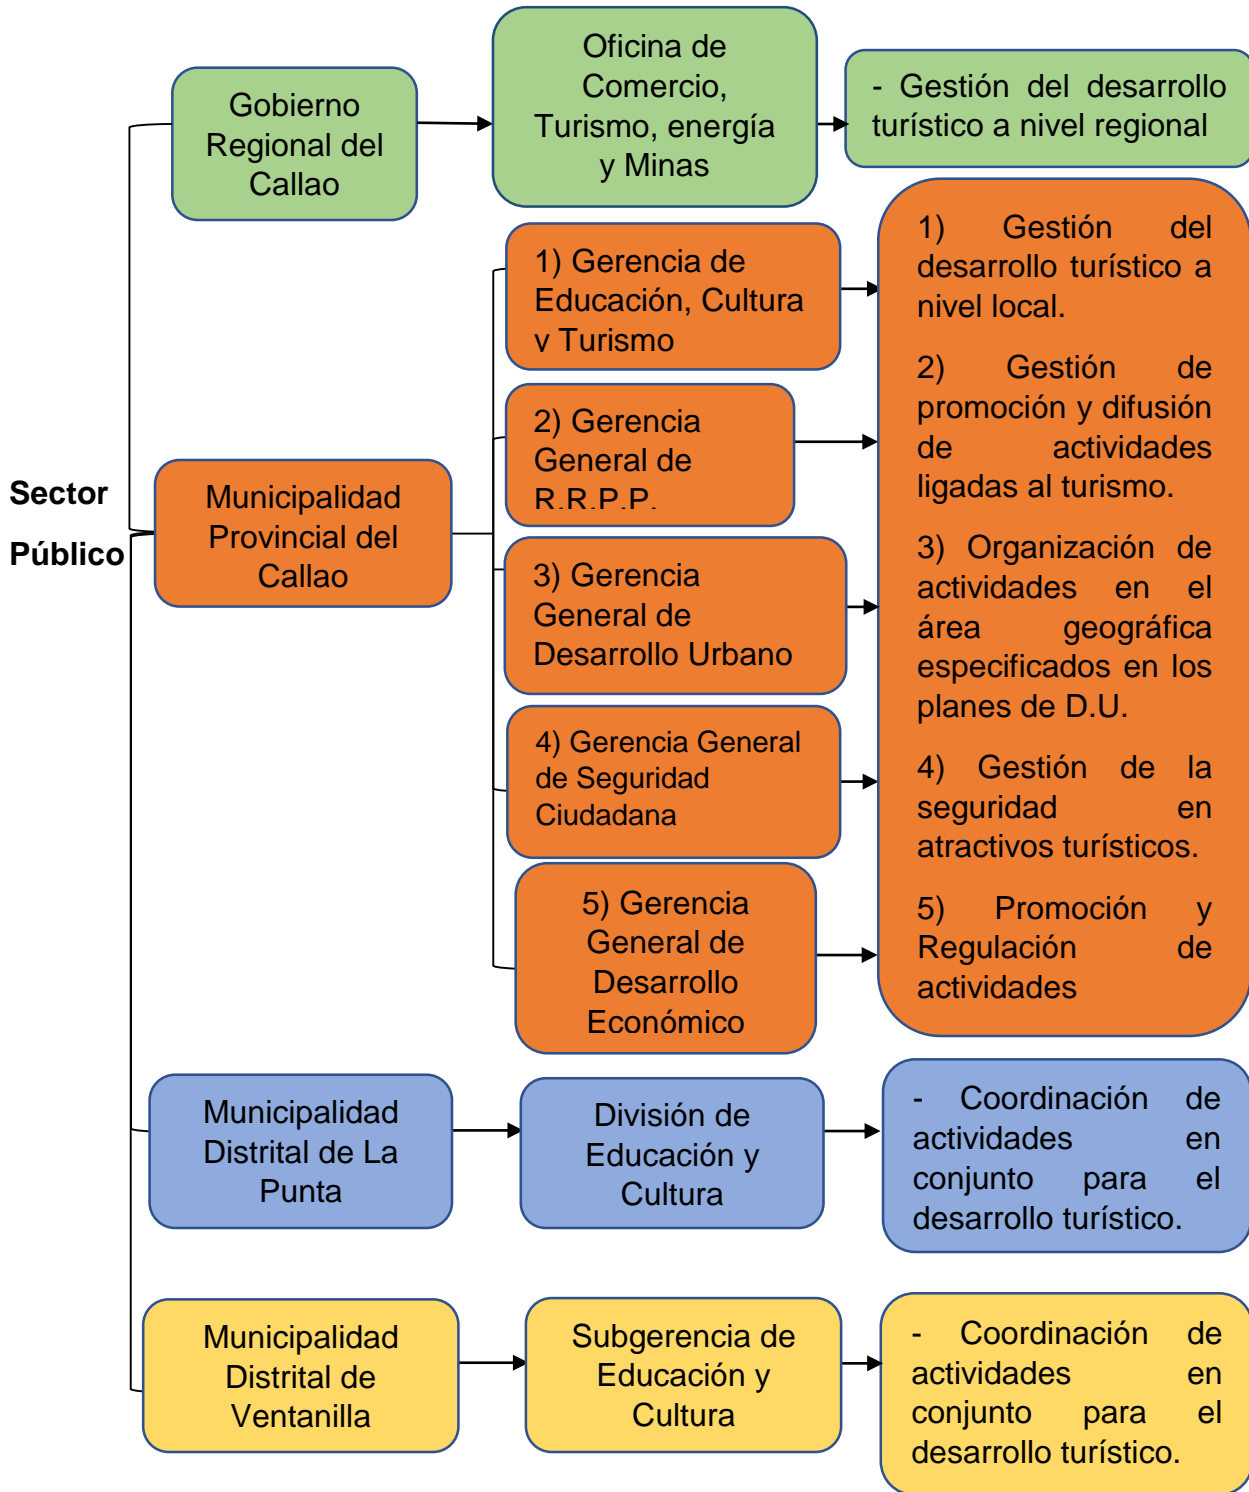 Sector
Público
Gobierno
Regional del
Callao
Oficina de
Comercio,
Turismo, energía
y Minas
- Gestión del desarrollo
turístico a nivel regional
Municipalidad
Provincial del
Callao
1) Gerencia de
Educación, Cultura
y Turismo
2) Gerencia
General de
R.R.P.P.
3) Gerencia
General de
Desarrollo Urbano
4) Gerencia General
de Seguridad
Ciudadana
5) Gerencia
General de
Desarrollo
Económico
1) Gestión del
desarrollo turístico a
nivel local.
2) Gestión de
promoción y difusión
de actividades
ligadas al turismo.
3) Organización de
actividades en el
área geográfica
especificados en los
planes de D.U.
4) Gestión de la
seguridad en
atractivos turísticos.
5) Promoción y
Regulación de
actividades
Municipalidad
Distrital de La
Punta
División de
Educación y
Cultura
- Coordinación de
actividades en
conjunto para el
desarrollo turístico.
Municipalidad
Distrital de
Ventanilla
Subgerencia de
Educación y
Cultura
- Coordinación de
actividades en
conjunto para el
desarrollo turístico.